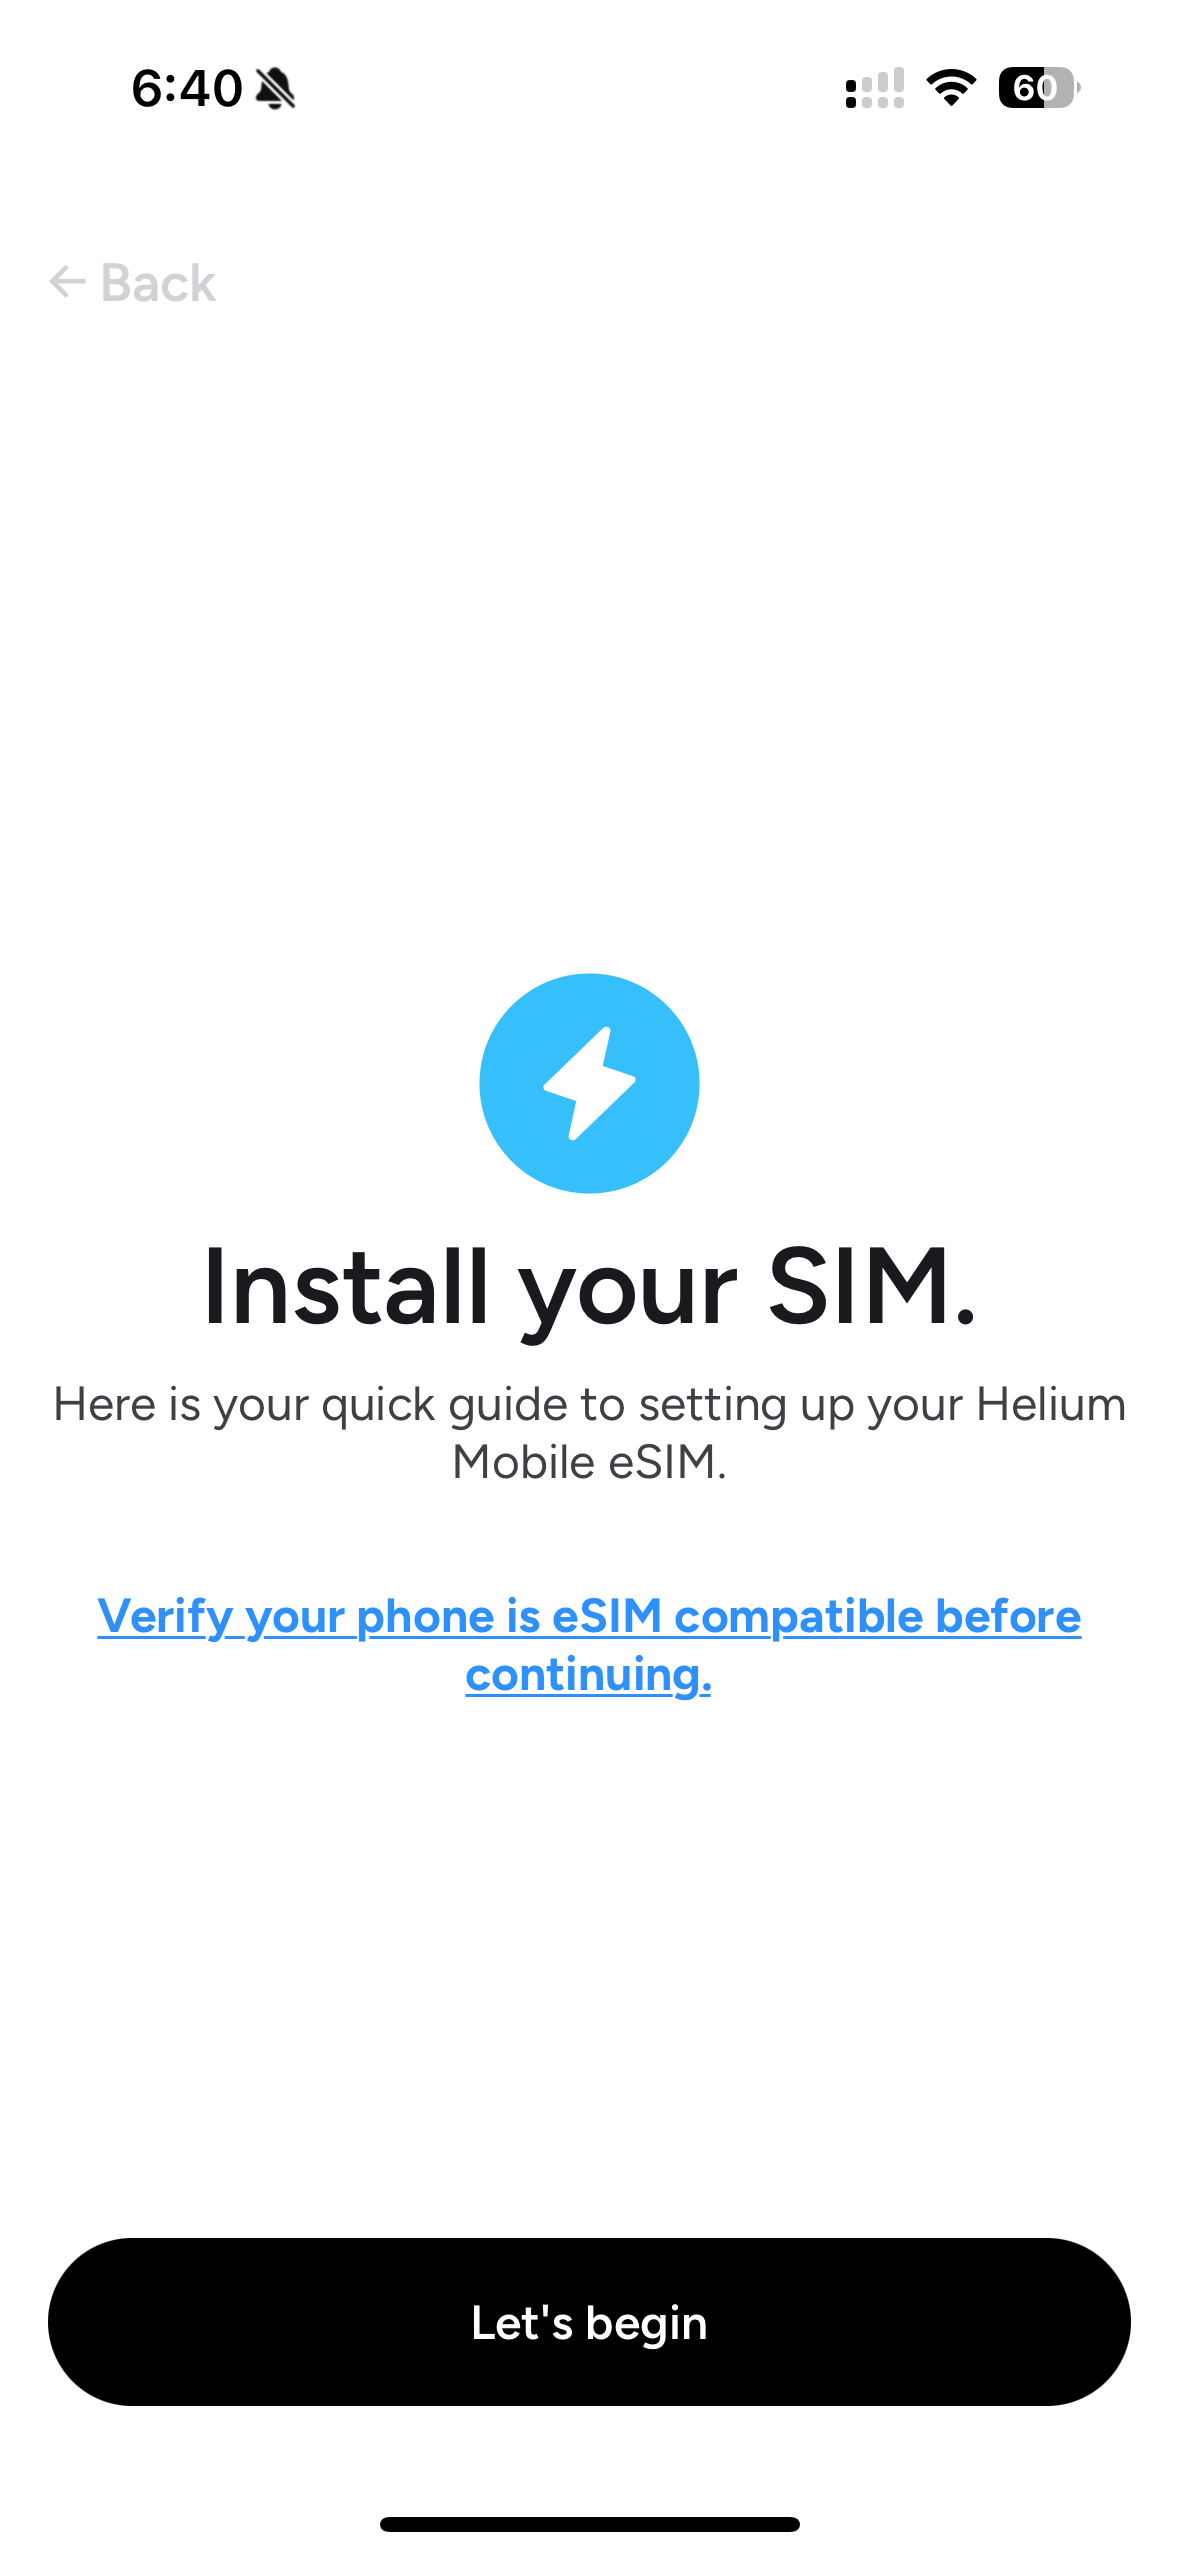 6:40
60
Back
Install your SIM.
Here is your quick guide to setting up your Helium
Mobile eSIM.
Verify your phone is eSIM compatible before
continuing.
Let's begin